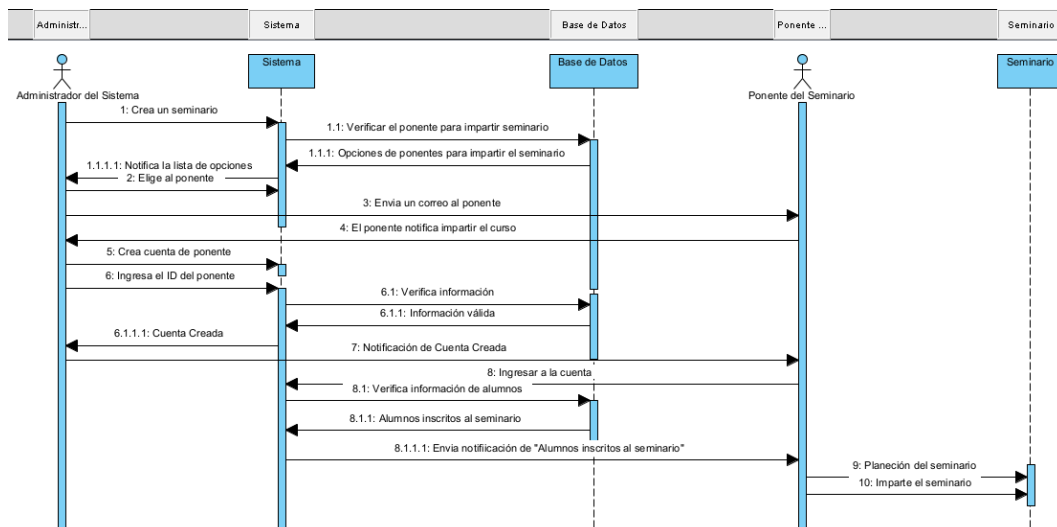 Administr...
Sistema
Base de Datos
Ponente ...
Seminario
Sistema
Base de Datos
Seminario
Administrador del Sistema
Ponente del Seminario
1: Crea un seminario
1.1: Verificar el ponente para impartir seminario
1.1.1: Opciones de ponentes para impartir el seminario
1.1.1.1: Notifica la lista de opciones
2: Elige al ponente
3: Envia un correo al ponente
4: El ponente notifica impartir el curso
5: Crea cuenta de ponente
6: Ingresa el ID del ponente
6.1: Verifica información
6.1.1: Información válida
6.1.1.1: Cuenta Creada
7: Notificación de Cuenta Creada
8: Ingresar a la cuenta
8.1: Verifica información de alumnos
8.1.1: Alumnos inscritos al seminario
8.1.1.1: Envia notifiicación de "Alumnos inscritos al seminario"
9: Planeción del seminario
10: Imparte el seminario